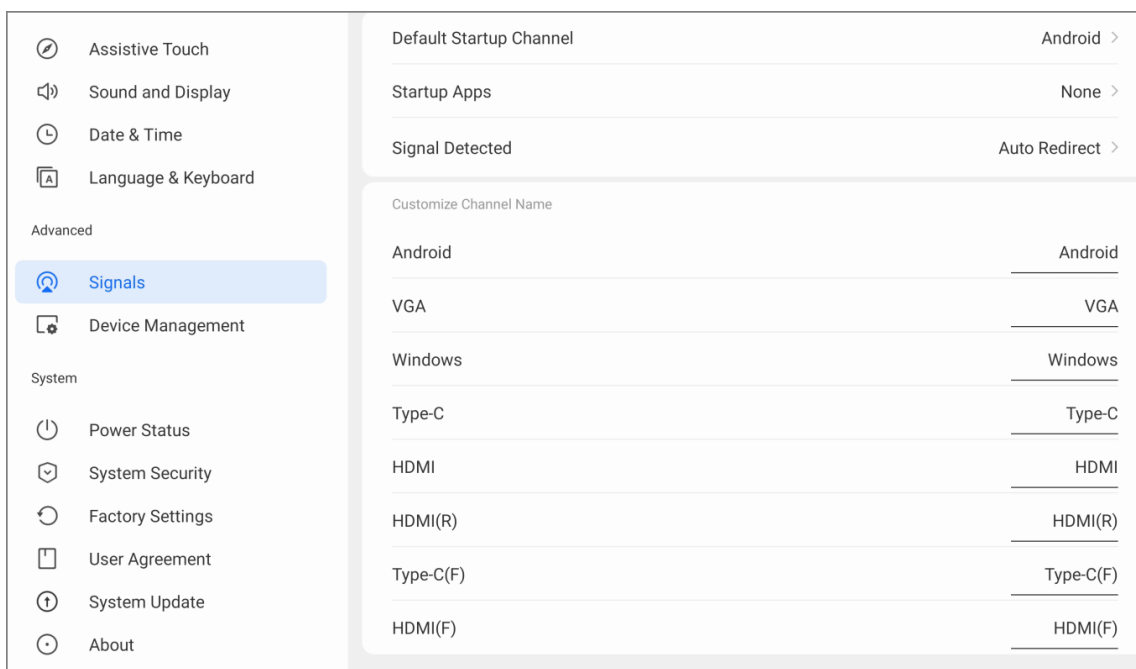 Assistive Touch
Sound and Display
Date & Time
Language & Keyboard
Advanced
Signals
Device Management
System
Power Status
System Security
Factory Settings
User Agreement
System Update
About
Default Startup Channel Android
Startup Apps None
Signal Detected Auto Redirect
Customize Channel Name
Android Android
VGA VGA
Windows Windows
Type-C Type-C
HDMI HDMI
HDMI(R) HDMI(R)
Type-C(F) Type-C(F)
HDMI(F) HDMI(F)